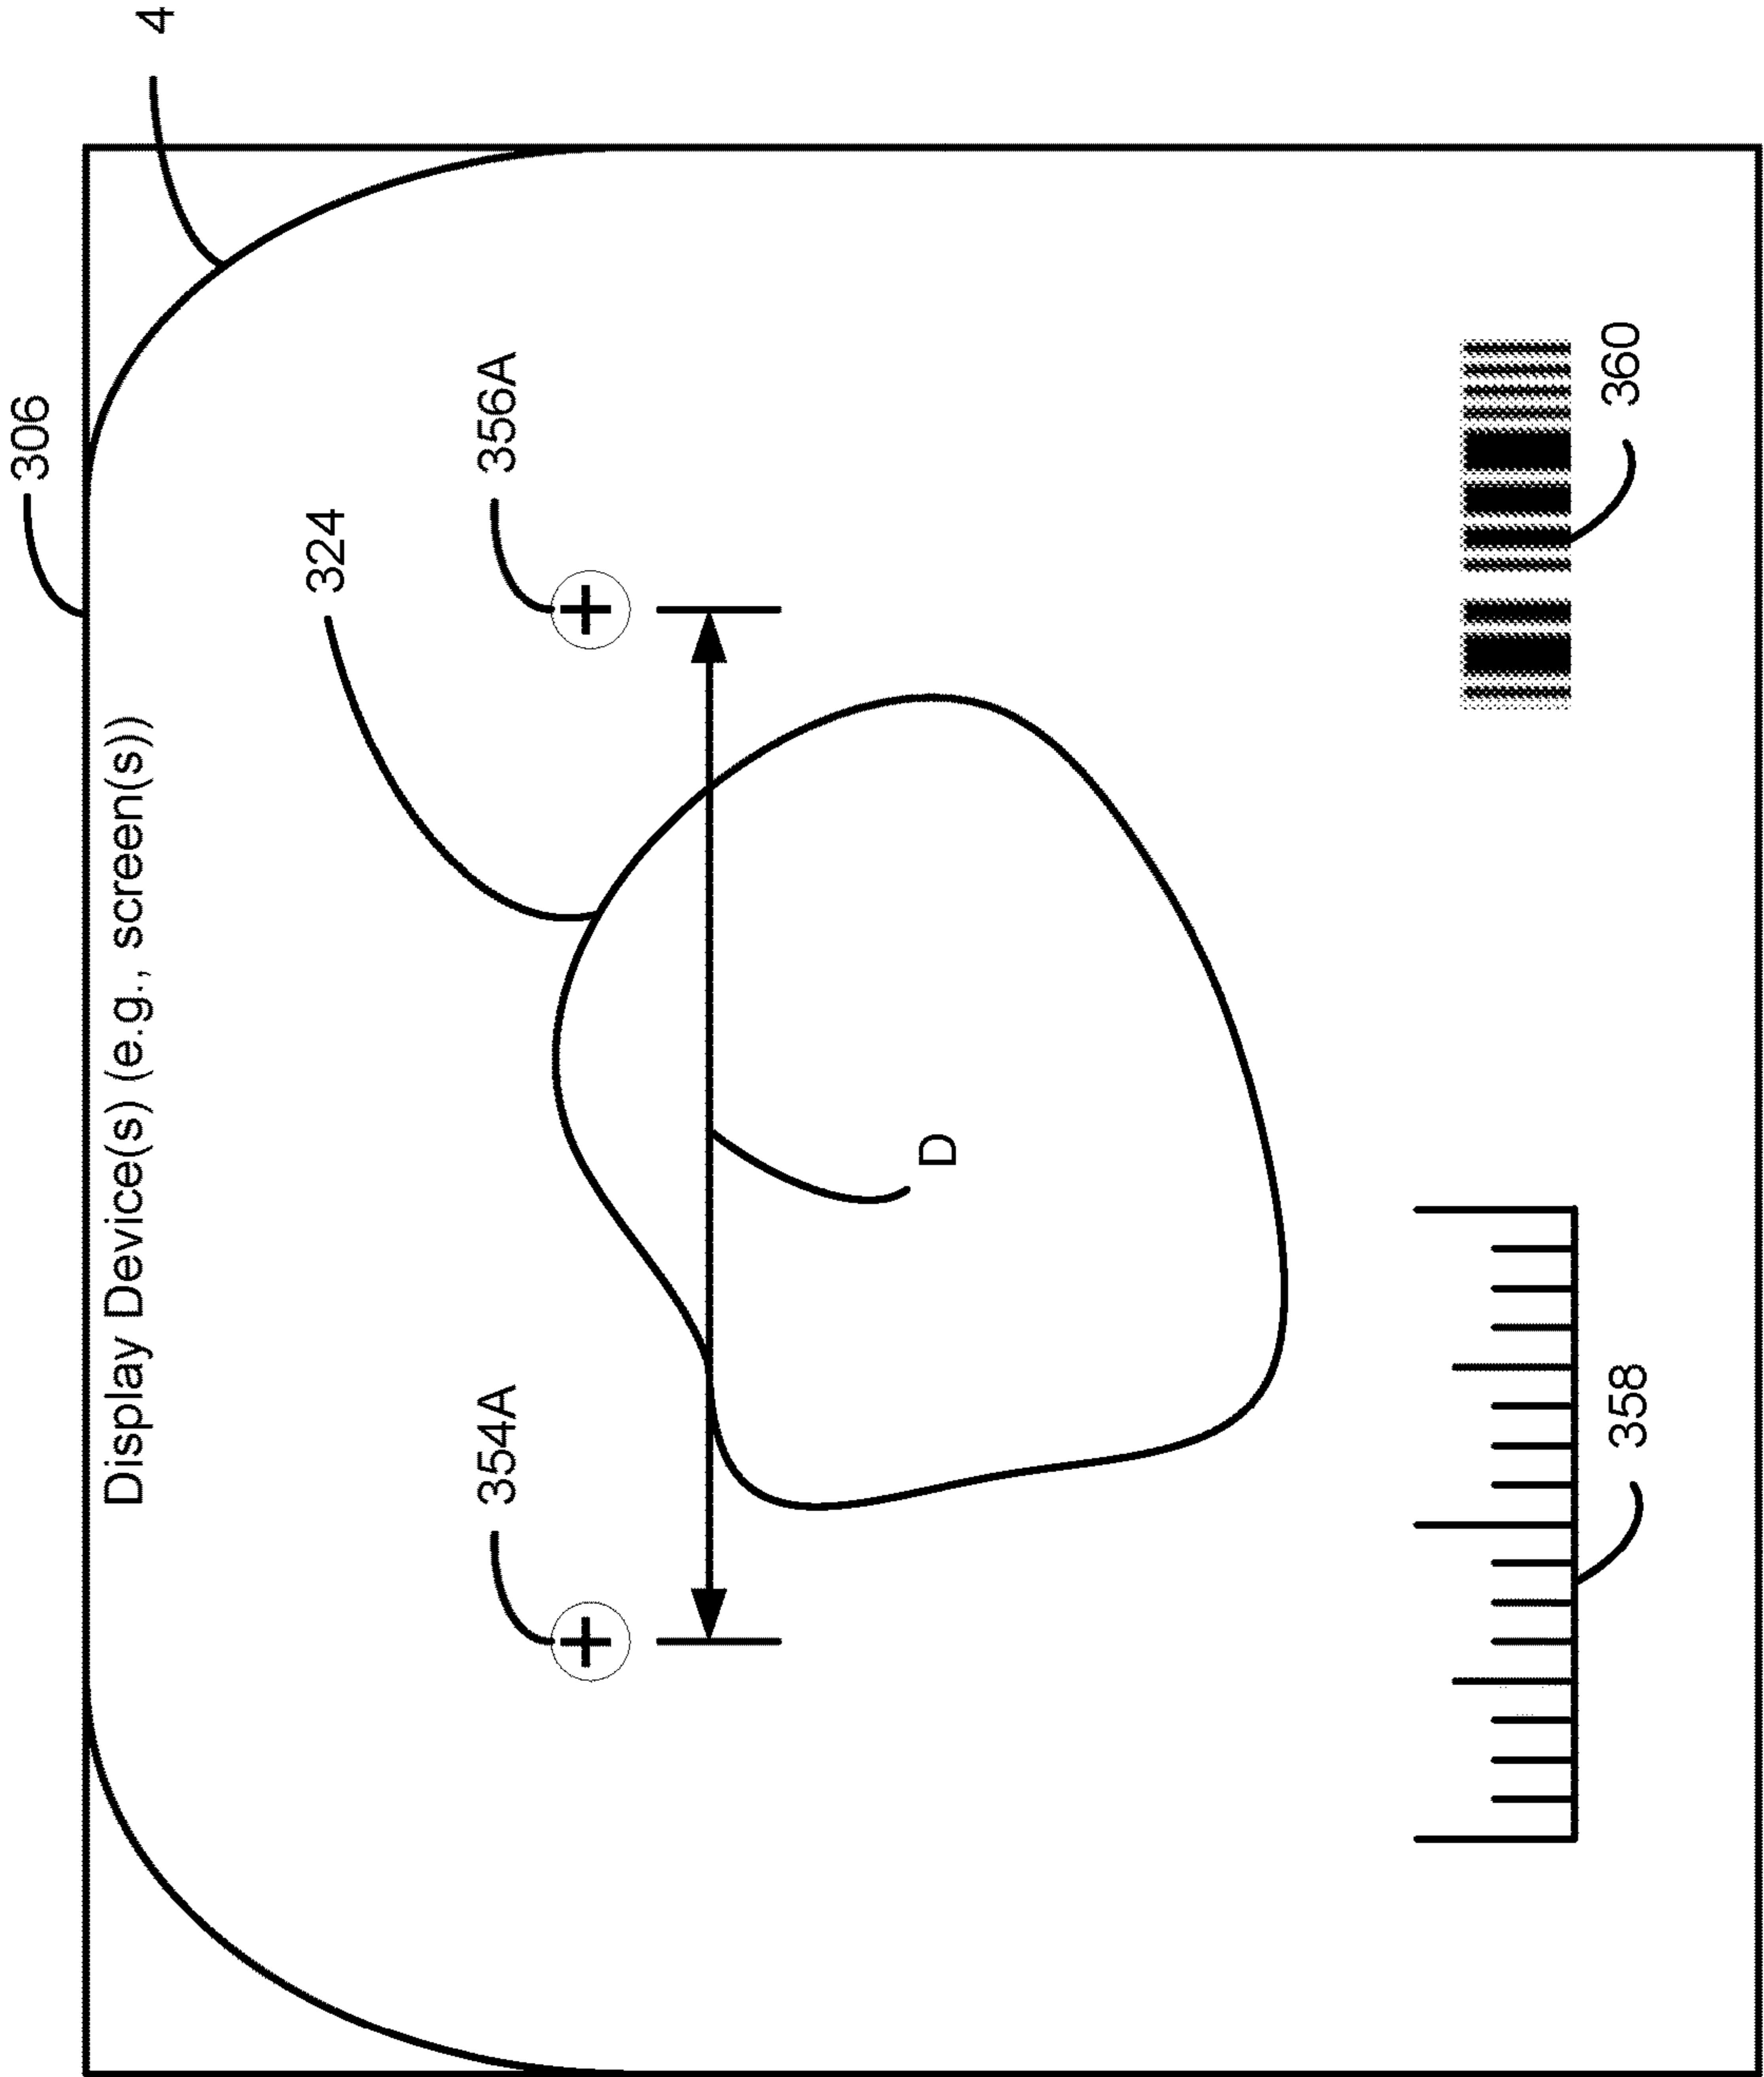 306
4
Display Device(s) (e.g., screen(s))
324
354A
356A
D
358
360